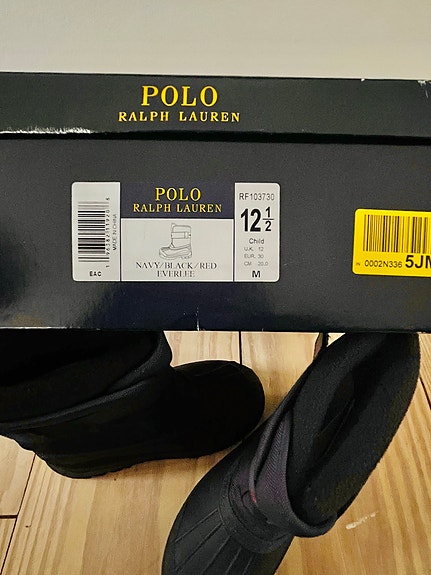 POLO
RALPH LAUREN
POLO
RALPH LAUREN
NAVY/BLACK/RED
EVERLEE
RF103730
12 1/2
Child
U.K. 12
EUR. 30
CM 20.0
M
MADE IN CHINA
EAC
IN 0002N336 5JM